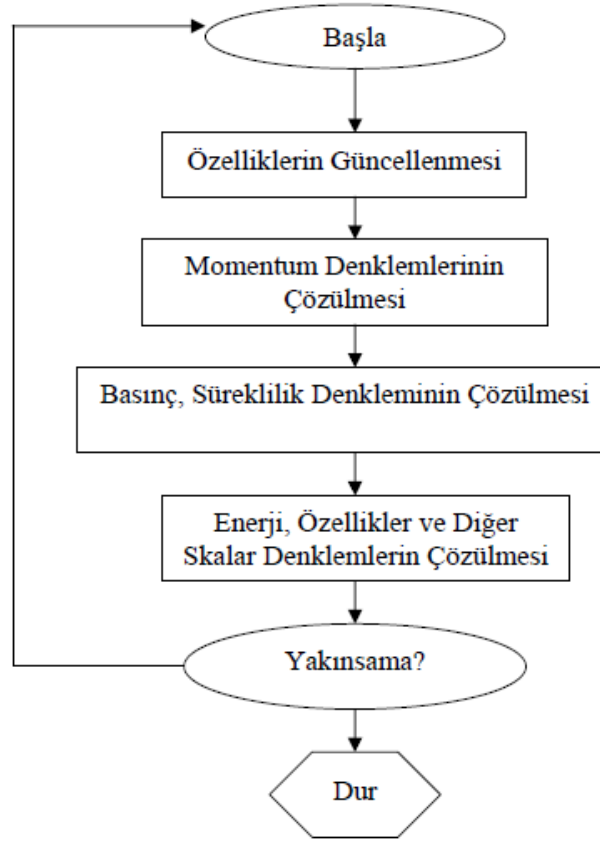 Başla
Özelliklerin Güncellenmesi
Momentum Denklemlerinin
Çözülmesi
Basınç, Süreklilik Denkleminin Çözülmesi
Enerji, Özellikler ve Diğer
Skalar Denklemlerin Çözülmesi
Yakınsama?
Dur